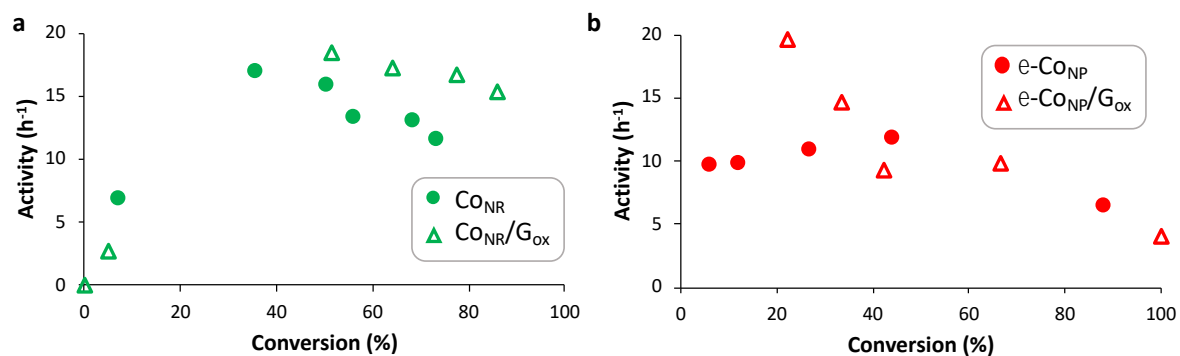 a
Activity (h⁻¹)
20
15
10
5
0
0 20 40 60 80 100
Conversion (%)
Co_NR
Co_NR/G_ox
b
Activity (h⁻¹)
20
15
10
5
0
0 20 40 60 80 100
Conversion (%)
e-Co_NP
e-Co_NP/G_ox